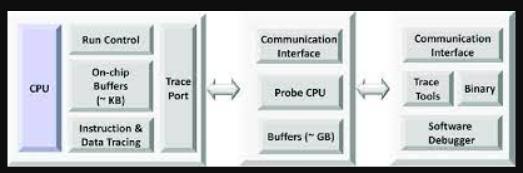 CPU
Run Control
On-chip
Buffers
(~ KB)
Instruction &
Data Tracing
Trace
Port
Communication
Interface
Probe CPU
Buffers (~ GB)
Communication
Interface
Trace
Tools
Binary
Software
Debugger